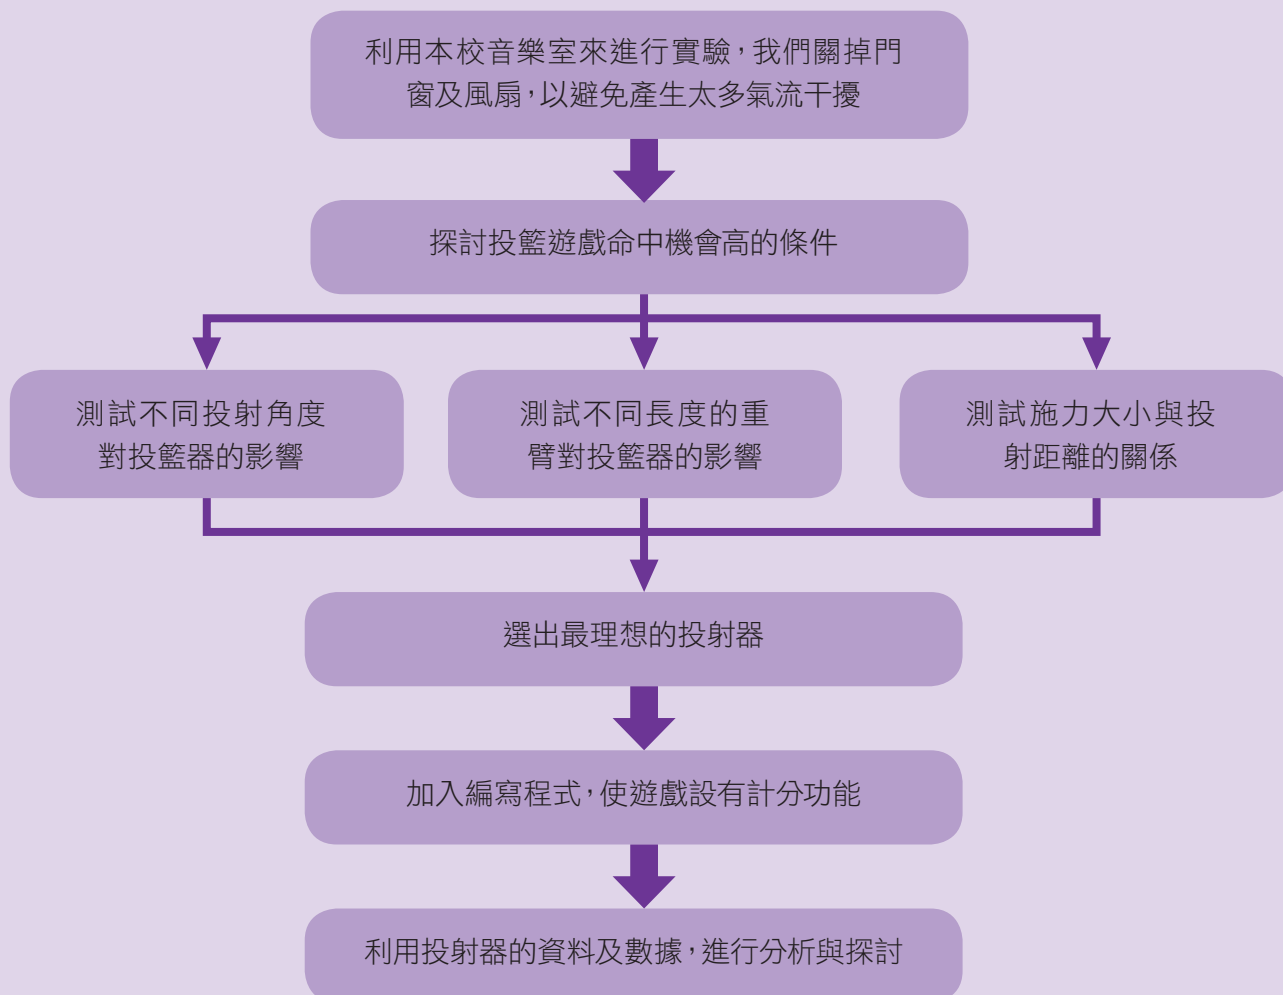 利用本校音樂室來進行實驗，我們關掉門
窗及風扇，以避免產生太多氣流干擾
探討投籃遊戲命中機會高的條件
測試不同投射角度
對投籃器的影響
測試不同長度的重
臂對投籃器的影響
測試施力大小與投
射距離的關係
選出最理想的投射器
加入編寫程式，使遊戲設有計分功能
利用投射器的資料及數據，進行分析與探討